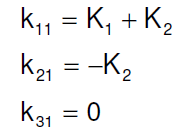 k₁₁ = K₁ + K₂
k₂₁ = –K₂
k₃₁ = 0